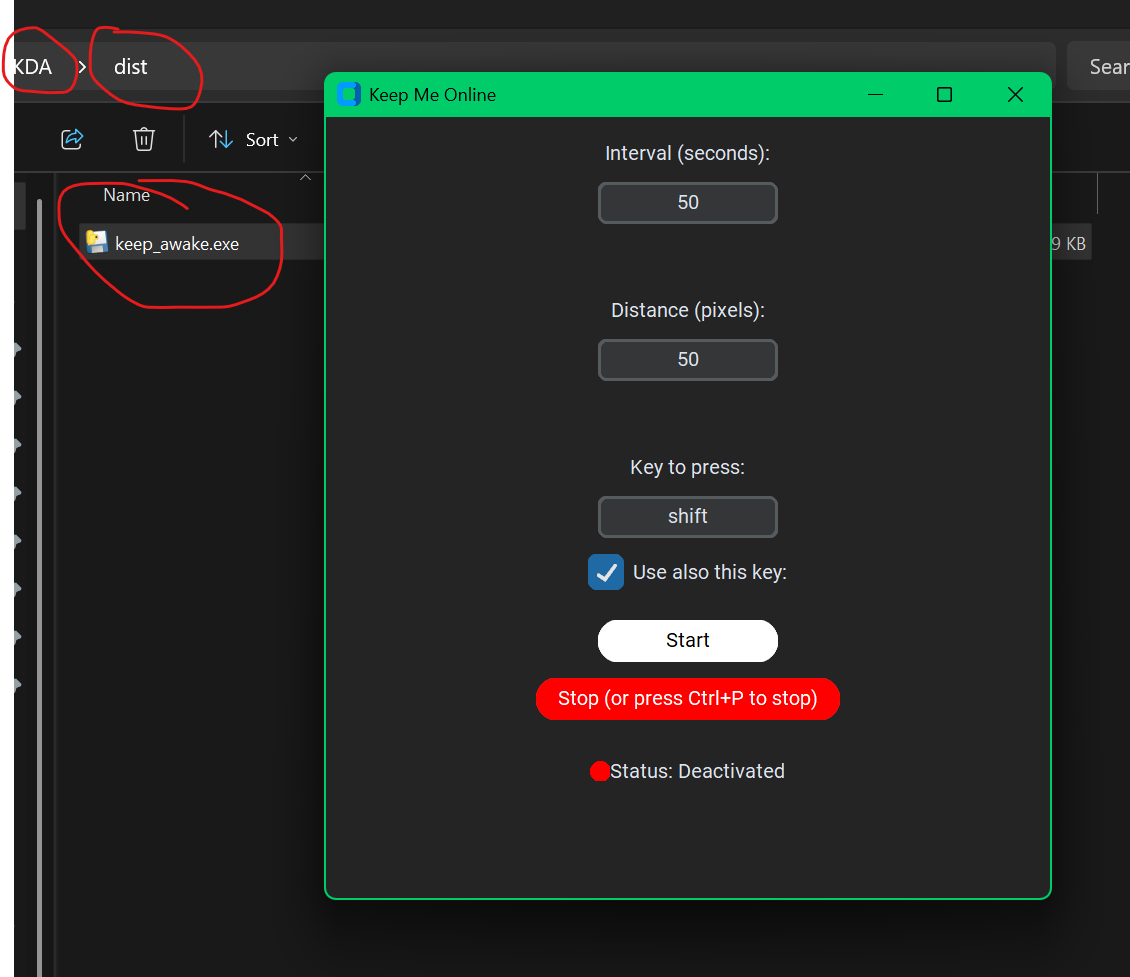 KDA > dist
Sear
Sort
Name
keep_awake.exe
9 KB
Keep Me Online
Interval (seconds):
50
Distance (pixels):
50
Key to press:
shift
Use also this key:
Start
Stop (or press Ctrl+P to stop)
Status: Deactivated